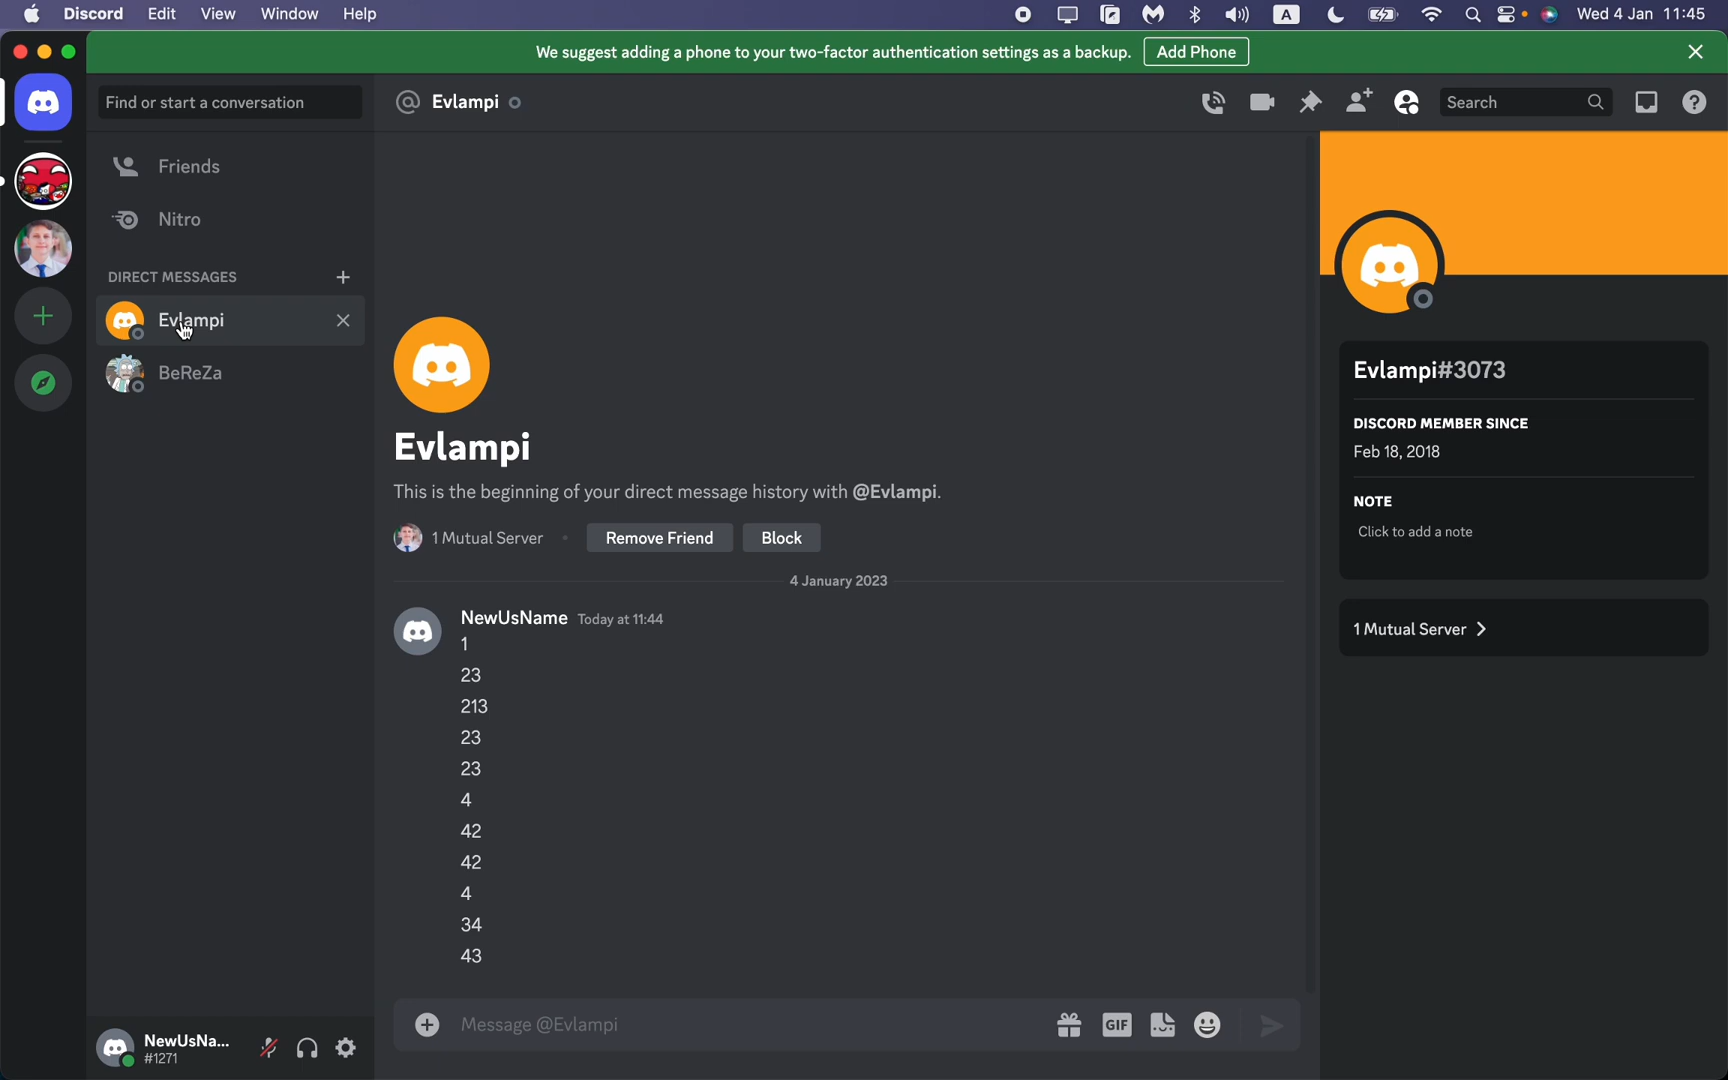 Discord Edit View Window Help A Wed 4 Jan 11:45
We suggest adding a phone to your two-factor authentication settings as a backup. Add Phone
Find or start a conversation
Evlampi
Search
Friends
Nitro
DIRECT MESSAGES
Evlampi
BeReZa
Evlampi
This is the beginning of your direct message history with @Evlampi.
1 Mutual Server Remove Friend Block
4 January 2023
NewUsName Today at 11:44
1
23
213
23
23
4
42
42
4
34
43
Message @Evlampi
GIF
NewUsNa...
#1271
Evlampi#3073
DISCORD MEMBER SINCE
Feb 18, 2018
NOTE
Click to add a note
1 Mutual Server